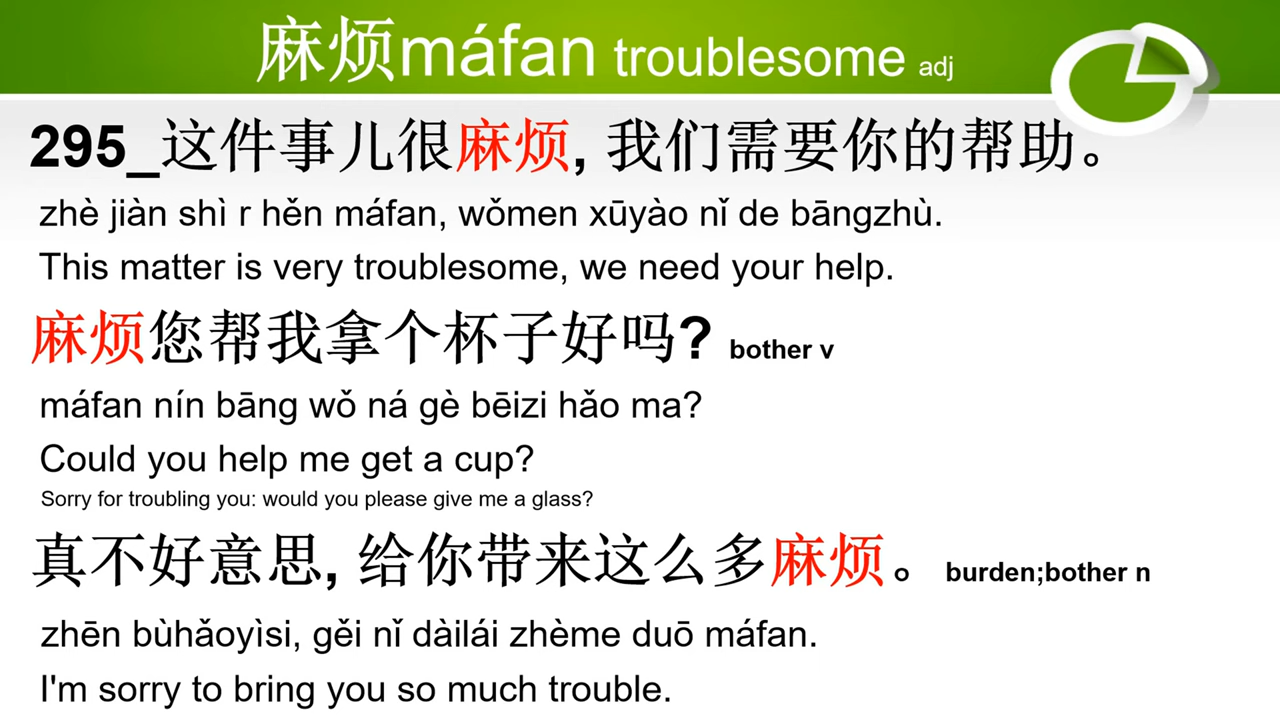 麻烦máfan troublesome adj
295_这件事儿很麻烦, 我们需要你的帮助。
zhè jiàn shì r hěn máfan, wǒmen xūyào nǐ de bāngzhù.
This matter is very troublesome, we need your help.
麻烦您帮我拿个杯子好吗? bother v
máfan nín bāng wǒ ná gè bēizi hǎo ma?
Could you help me get a cup?
Sorry for troubling you: would you please give me a glass?
真不好意思, 给你带来这么多麻烦。 burden;bother n
zhēn bùhǎoyìsi, gěi nǐ dàilái zhème duō máfan.
I'm sorry to bring you so much trouble.